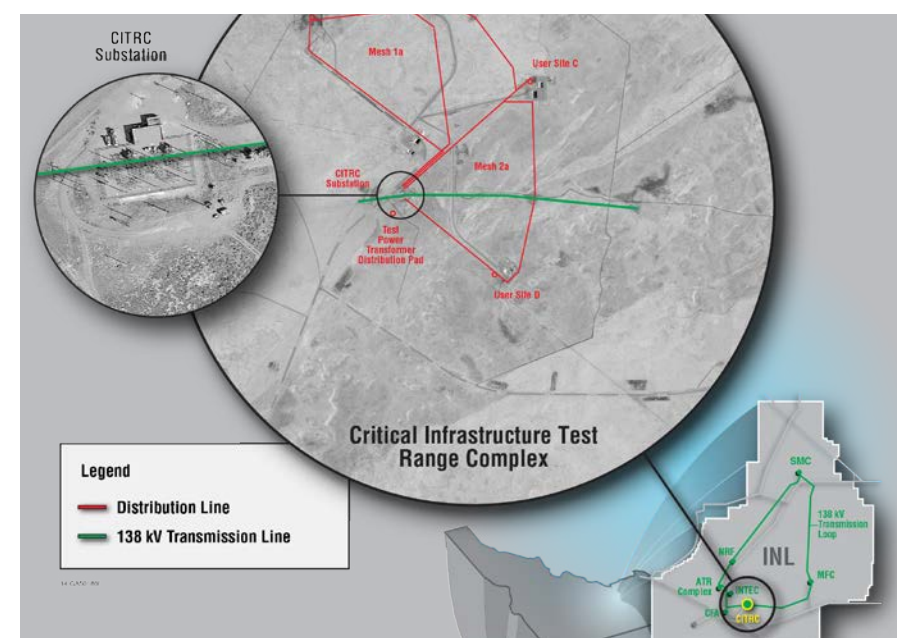 CITRC
Substation
Mesh 1a
User Site C
Mesh 2a
CITRC
Substation
Test
Power
Transformer
Distribution Pad
User Site D
Critical Infrastructure Test
Range Complex
Legend
Distribution Line
138 kV Transmission Line
SMC
138 kV
Transmission
Loop
NRF
INL
MFC
ATR
Complex
INTEC
CFA
CITRC